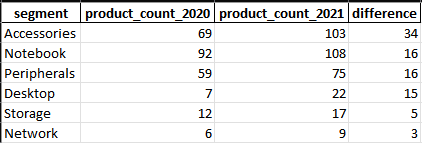 segment product_count_2020 product_count_2021 difference
Accessories 69 103 34
Notebook 92 108 16
Peripherals 59 75 16
Desktop 7 22 15
Storage 12 17 5
Network 6 9 3